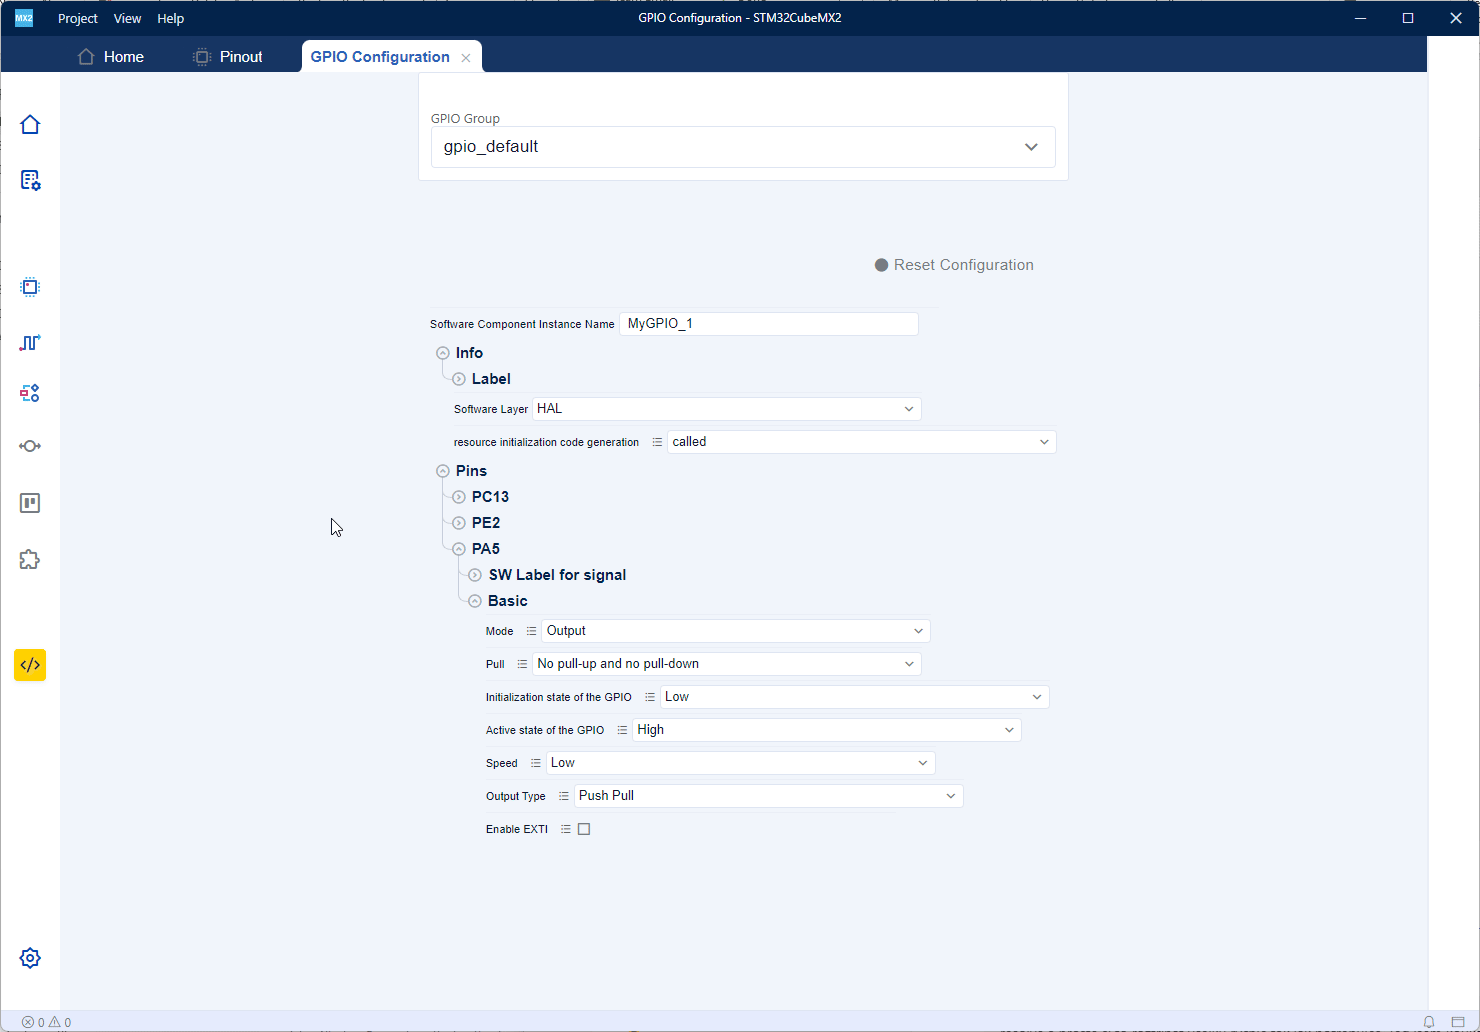 MX2 Project View Help GPIO Configuration - STM32CubeMX2
Home Pinout GPIO Configuration
GPIO Group
gpio_default
Reset Configuration
Software Component Instance Name MyGPIO_1
Info
Label
Software Layer HAL
resource initialization code generation called
Pins
PC13
PE2
PA5
SW Label for signal
Basic
Mode Output
Pull No pull-up and no pull-down
Initialization state of the GPIO Low
Active state of the GPIO High
Speed Low
Output Type Push Pull
Enable EXTI
0 0